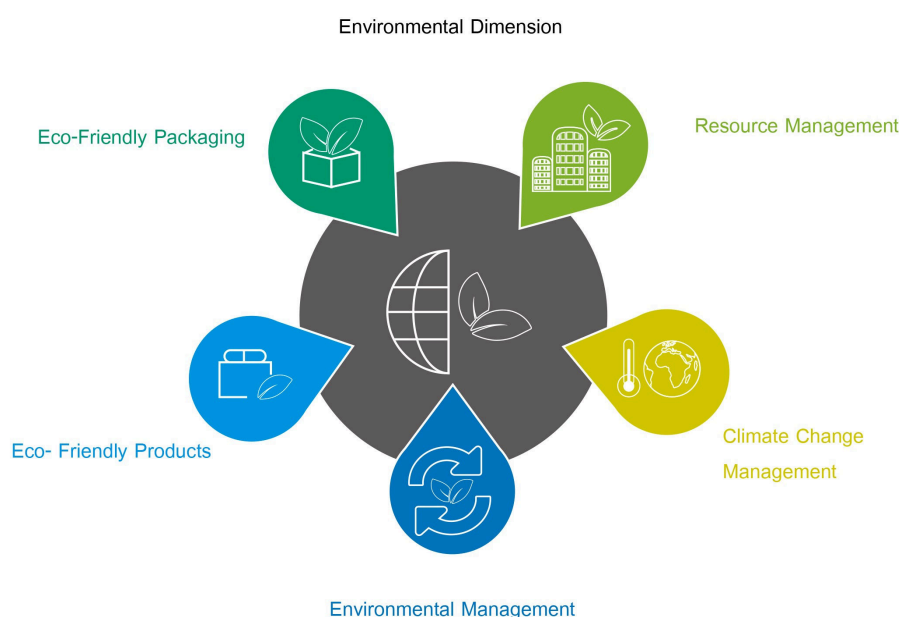 Environmental Dimension
Eco-Friendly Packaging
Resource Management
Eco- Friendly Products
Climate Change
Management
Environmental Management